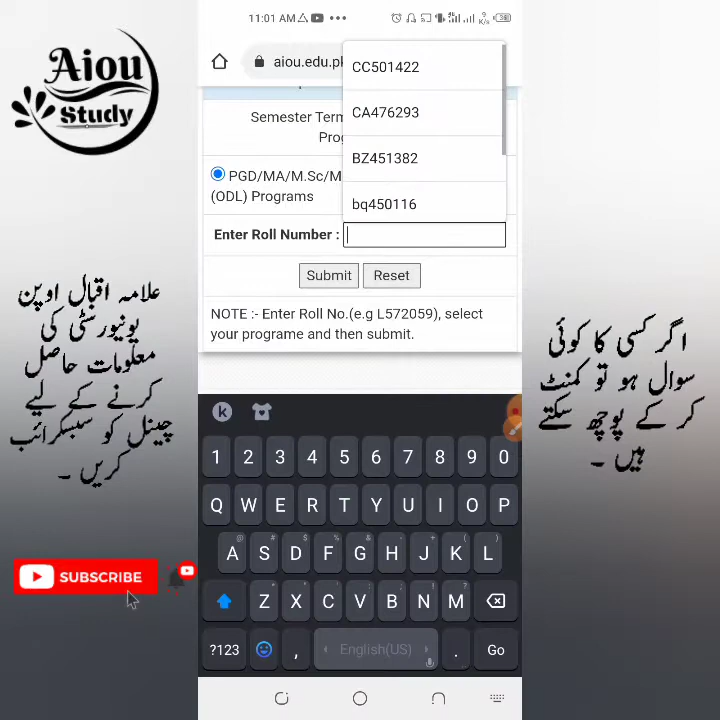 11:01 AM
9
K/s
38
Aiou
Study
aiou.edu.pk
CC501422
CA476293
BZ451382
bq450116
Semester Term
Prog
PGD/MA/M.Sc/M
(ODL) Programs
Enter Roll Number :
Submit Reset
NOTE :- Enter Roll No.(e.g L572059), select
your programe and then submit.
علامہ اقبال اوپن
یونیورسٹی کی
معلومات حاصل
کرنے کے لیے
چینل کو سبسکرائب
کریں ۔
اگر کسی کا کوئی
سوال ہو تو کمنٹ
کر کے پوچھ سکتے
ہیں ۔
SUBSCRIBE
k
1 2 3 4 5 6 7 8 9 0
Q W E R T Y U I O P
@ # $ % & * - + ( )
A S D F G H J K L
Z X C V B N M
?123 , English(US) . Go